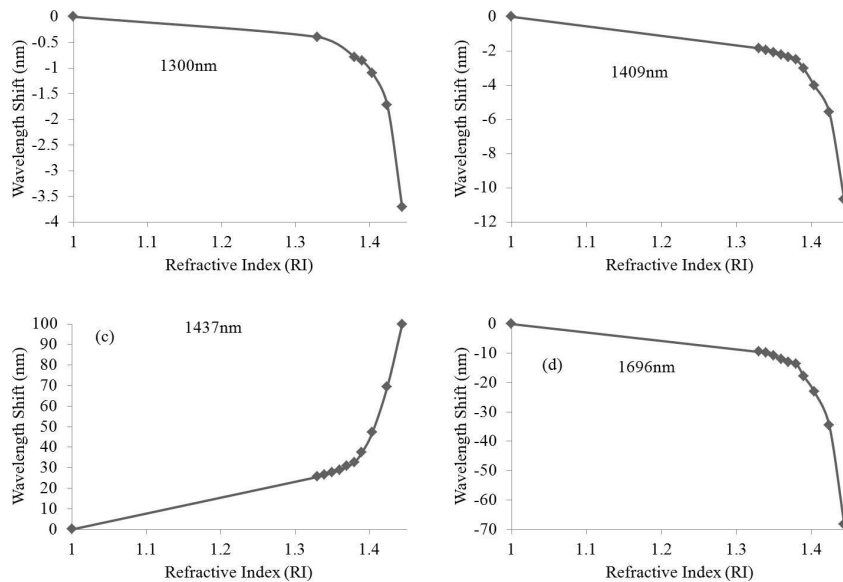 0
-0.5
-1
-1.5
-2
-2.5
-3
-3.5
-4
1 1.1 1.2 1.3 1.4
Wavelength Shift (nm)
1300nm
Refractive Index (RI)
0
-2
-4
-6
-8
-10
-12
1 1.1 1.2 1.3 1.4
Wavelength Shift (nm)
1409nm
Refractive Index (RI)
100
90
80
70
60
50
40
30
20
10
0
1 1.1 1.2 1.3 1.4
Wavelength Shift (nm)
(c)
1437nm
Refractive Index (RI)
0
-10
-20
-30
-40
-50
-60
-70
1 1.1 1.2 1.3 1.4
Wavelength Shift (nm)
(d)
1696nm
Refractive Index (RI)